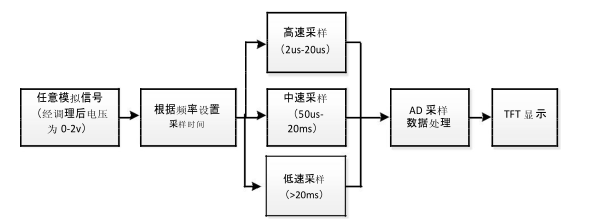 任意模拟信号
（经调理后电压
为 0-2v）
根据频率设置
采样时间
高速采样
（2us-20us）
中速采样
（50us-
20ms）
低速采样
（>20ms）
AD 采样
数据处理
TFT 显示